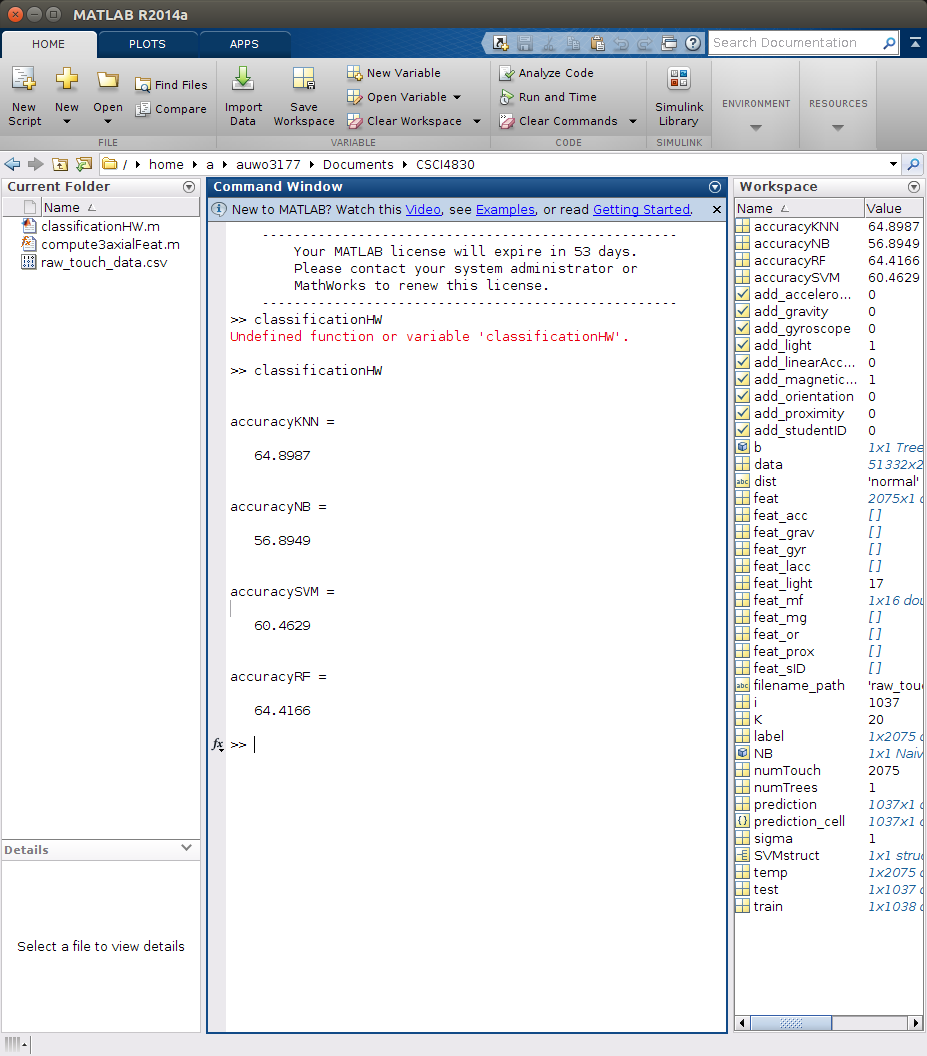 MATLAB R2014a
HOME PLOTS APPS
Search Documentation
New Script
New
Open
Find Files
Compare
Import Data
Save Workspace
New Variable
Open Variable
Clear Workspace
Analyze Code
Run and Time
Clear Commands
Simulink Library
ENVIRONMENT
RESOURCES
FILE
VARIABLE
CODE
SIMULINK
/ home a auwo3177 Documents CSCI4830
Current Folder
Name
classificationHW.m
compute3axialFeat.m
raw_touch_data.csv
Details
Select a file to view details
Command Window
New to MATLAB? Watch this Video, see Examples, or read Getting Started.
----------------------------------------------------
Your MATLAB license will expire in 53 days.
Please contact your system administrator or
MathWorks to renew this license.
----------------------------------------------------
>> classificationHW
Undefined function or variable 'classificationHW'.
>> classificationHW
accuracyKNN =
64.8987
accuracyNB =
56.8949
accuracySVM =
60.4629
accuracyRF =
64.4166
fx >>
Workspace
Name Value
accuracyKNN 64.8987
accuracyNB 56.8949
accuracyRF 64.4166
accuracySVM 60.4629
add_accelero... 0
add_gravity 0
add_gyroscope 0
add_light 1
add_linearAcc... 0
add_magnetic... 1
add_orientation 0
add_proximity 0
add_studentID 0
b 1x1 Tree
data 51332x2
dist 'normal'
feat 2075x1
feat_acc []
feat_grav []
feat_gyr []
feat_lacc []
feat_light 17
feat_mf 1x16 dou
feat_mg []
feat_or []
feat_prox []
feat_sID []
filename_path 'raw_tou
i 1037
K 20
label 1x2075
NB 1x1 Naiv
numTouch 2075
numTrees 1
prediction 1037x1
prediction_cell 1037x1
sigma 1
SVMstruct 1x1 stru
temp 1x2075
test 1x1037
train 1x1038